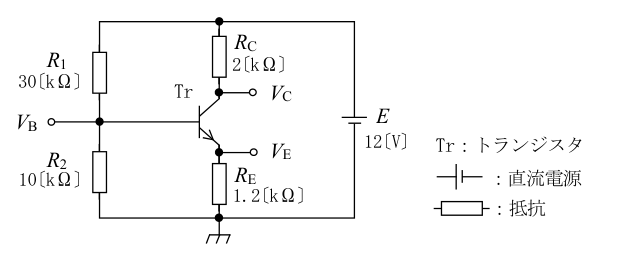 R1
30〔kΩ〕
RC
2〔kΩ〕
Tr
VC
VB
E
12〔V〕
VE
R2
10〔kΩ〕
RE
1.2〔kΩ〕
Tr：トランジスタ
：直流電源
：抵抗